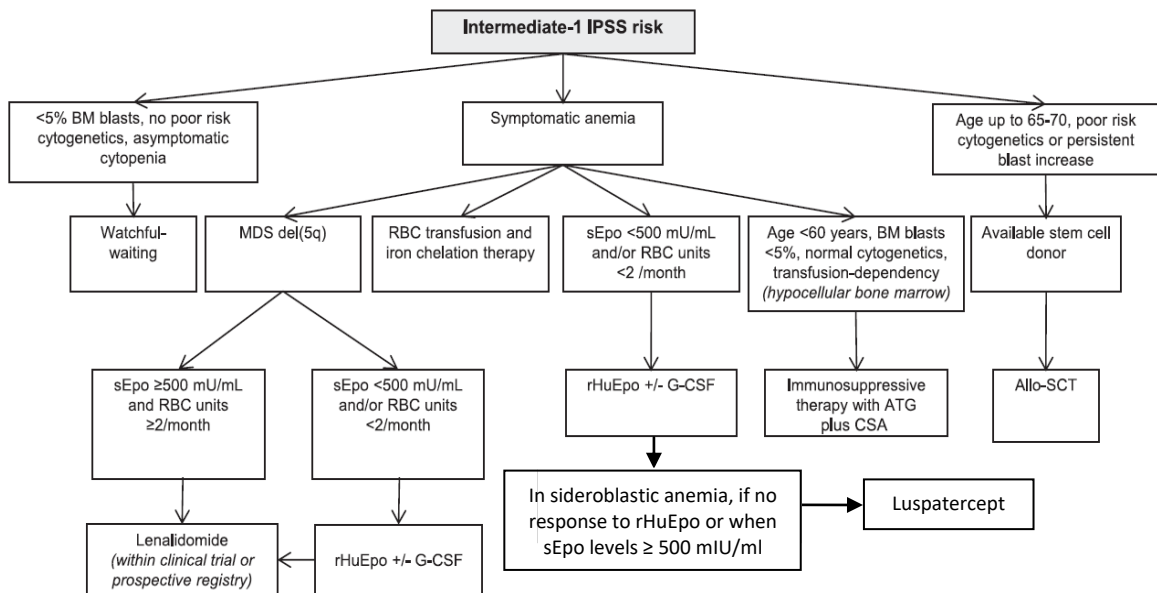 Intermediate-1 IPSS risk
<5% BM blasts, no poor risk
cytogenetics, asymptomatic
cytopenia
Symptomatic anemia
Age up to 65-70, poor risk
cytogenetics or persistent
blast increase
Watchful-
waiting
MDS del(5q)
RBC transfusion and
iron chelation therapy
sEpo <500 mU/mL
and/or RBC units
<2 /month
Age <60 years, BM blasts
<5%, normal cytogenetics,
transfusion-dependency
(hypocellular bone marrow)
Available stem cell
donor
sEpo ≥500 mU/mL
and RBC units
≥2/month
sEpo <500 mU/mL
and/or RBC units
<2/month
rHuEpo +/- G-CSF
Immunosuppressive
therapy with ATG
plus CSA
Allo-SCT
In sideroblastic anemia, if no
response to rHuEpo or when
sEpo levels ≥ 500 mIU/ml
Luspatercept
Lenalidomide
(within clinical trial or
prospective registry)
rHuEpo +/- G-CSF